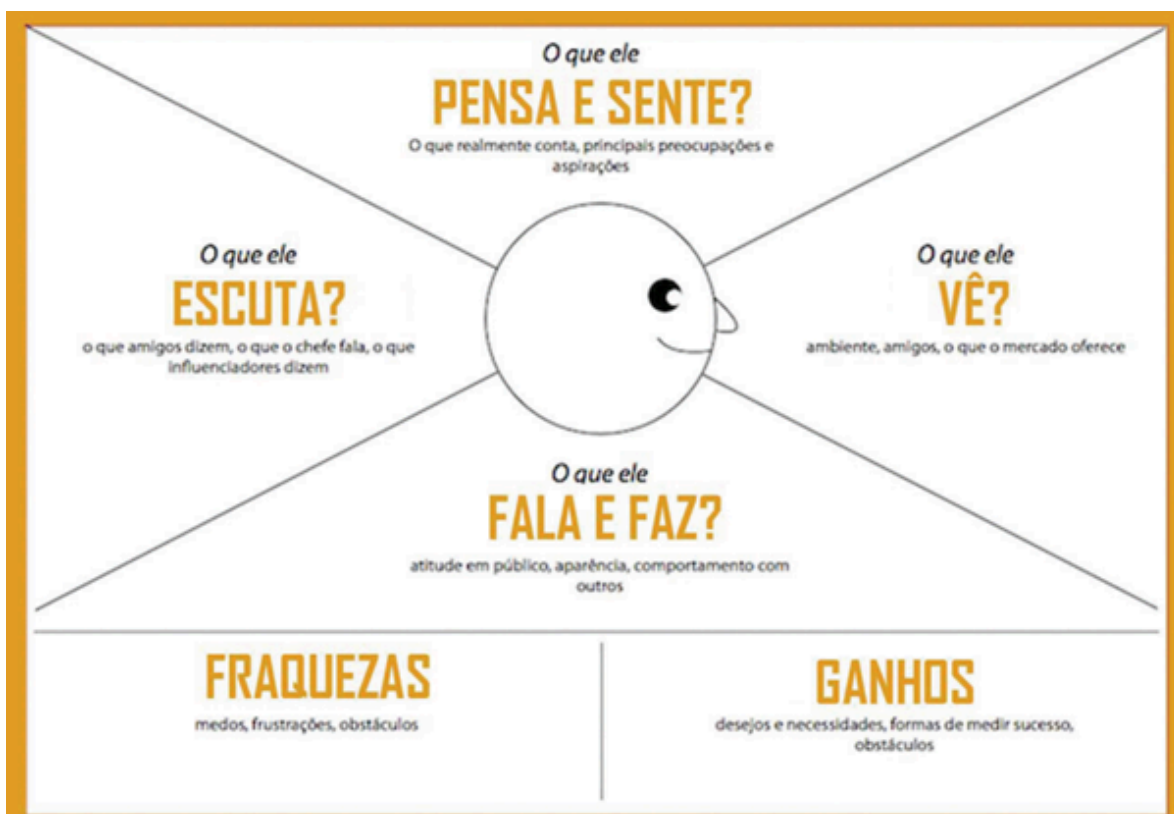 O que ele
PENSA E SENTE?
O que realmente conta, principais preocupações e
aspirações
O que ele
ESCUTA?
o que amigos dizem, o que o chefe fala, o que
influenciadores dizem
O que ele
VÊ?
ambiente, amigos, o que o mercado oferece
O que ele
FALA E FAZ?
atitude em público, aparência, comportamento com
outros
FRAQUEZAS
medos, frustrações, obstáculos
GANHOS
desejos e necessidades, formas de medir sucesso,
obstáculos